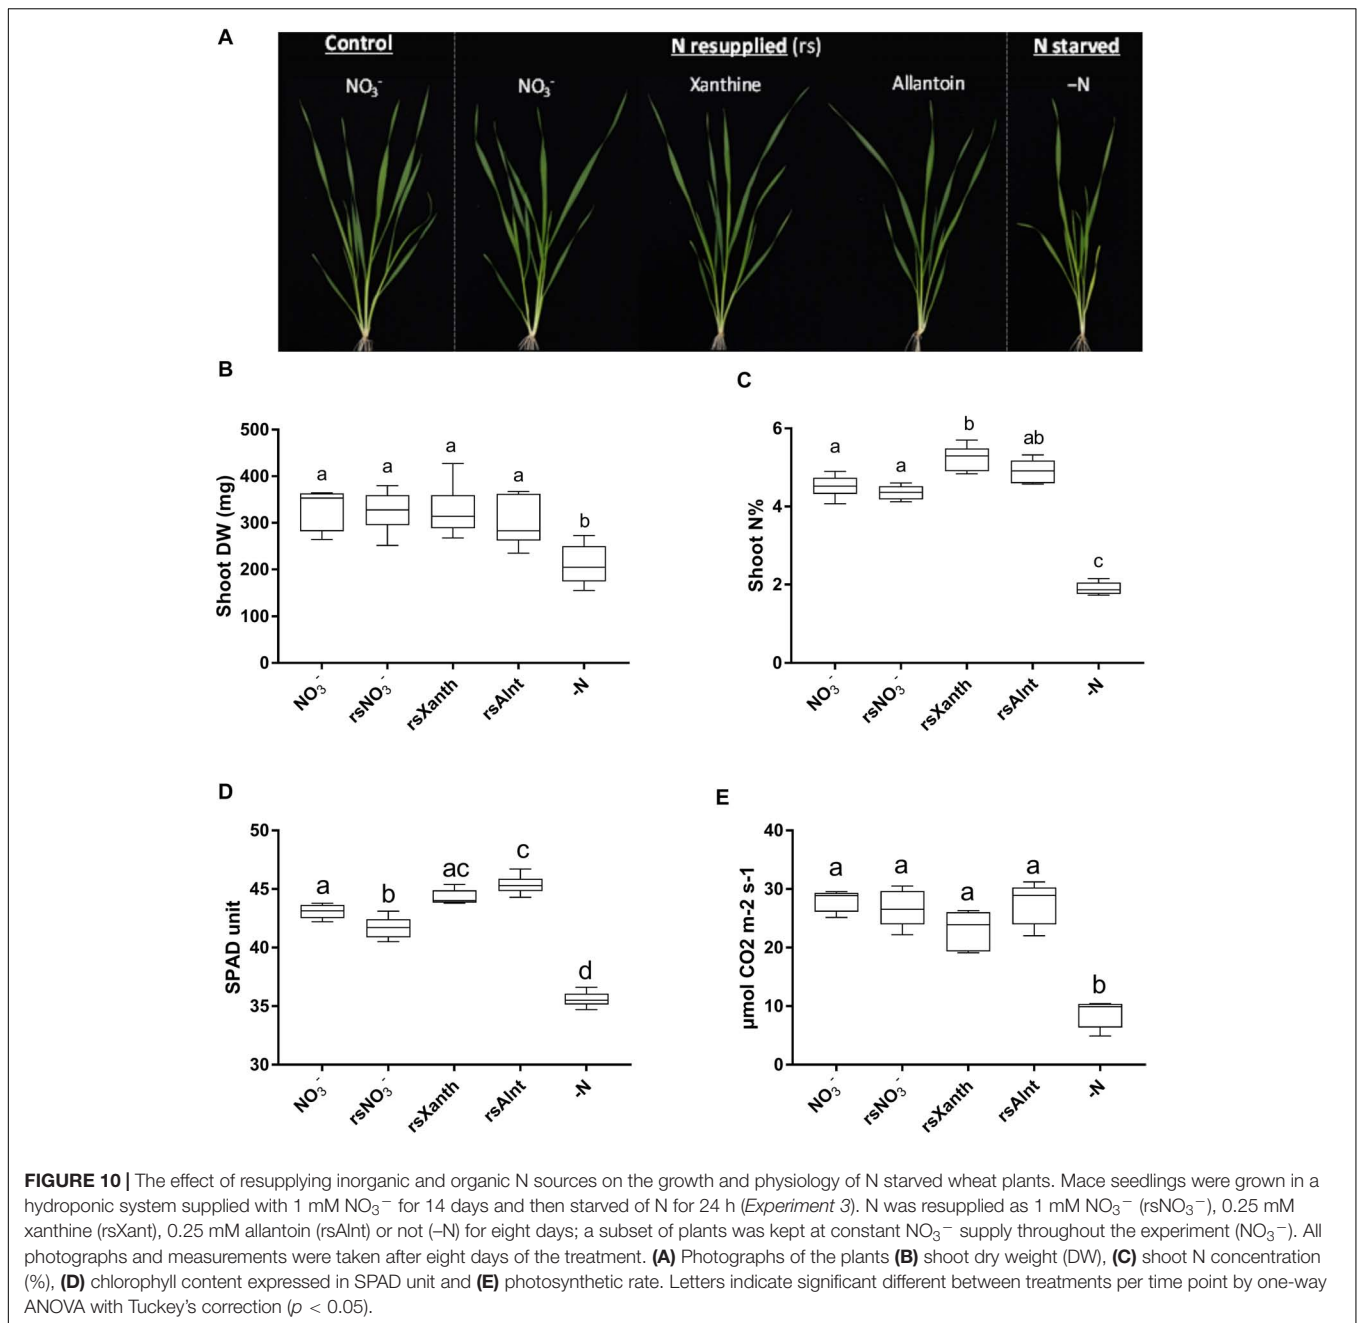 A
Control
N resupplied (rs)
N starved
NO₃⁻
NO₃⁻
Xanthine
Allantoin
–N
B
500
400
300
200
100
0
Shoot DW (mg)
a
a
a
a
b
NO₃⁻
rsNO₃⁻
rsXanth
rsAlnt
-N
C
6
4
2
0
Shoot N%
a
a
b
ab
c
NO₃⁻
rsNO₃⁻
rsXanth
rsAlnt
-N
D
50
45
40
35
30
SPAD unit
a
b
ac
c
d
NO₃⁻
rsNO₃⁻
rsXanth
rsAlnt
-N
E
40
30
20
10
0
µmol CO2 m-2 s-1
a
a
a
a
b
NO₃⁻
rsNO₃⁻
rsXanth
rsAlnt
-N
FIGURE 10 | The effect of resupplying inorganic and organic N sources on the growth and physiology of N starved wheat plants. Mace seedlings were grown in a
hydroponic system supplied with 1 mM NO₃⁻ for 14 days and then starved of N for 24 h (Experiment 3). N was resupplied as 1 mM NO₃⁻ (rsNO₃⁻), 0.25 mM
xanthine (rsXant), 0.25 mM allantoin (rsAlnt) or not (–N) for eight days; a subset of plants was kept at constant NO₃⁻ supply throughout the experiment (NO₃⁻). All
photographs and measurements were taken after eight days of the treatment. (A) Photographs of the plants (B) shoot dry weight (DW), (C) shoot N concentration
(%), (D) chlorophyll content expressed in SPAD unit and (E) photosynthetic rate. Letters indicate significant different between treatments per time point by one-way
ANOVA with Tuckey's correction (p < 0.05).